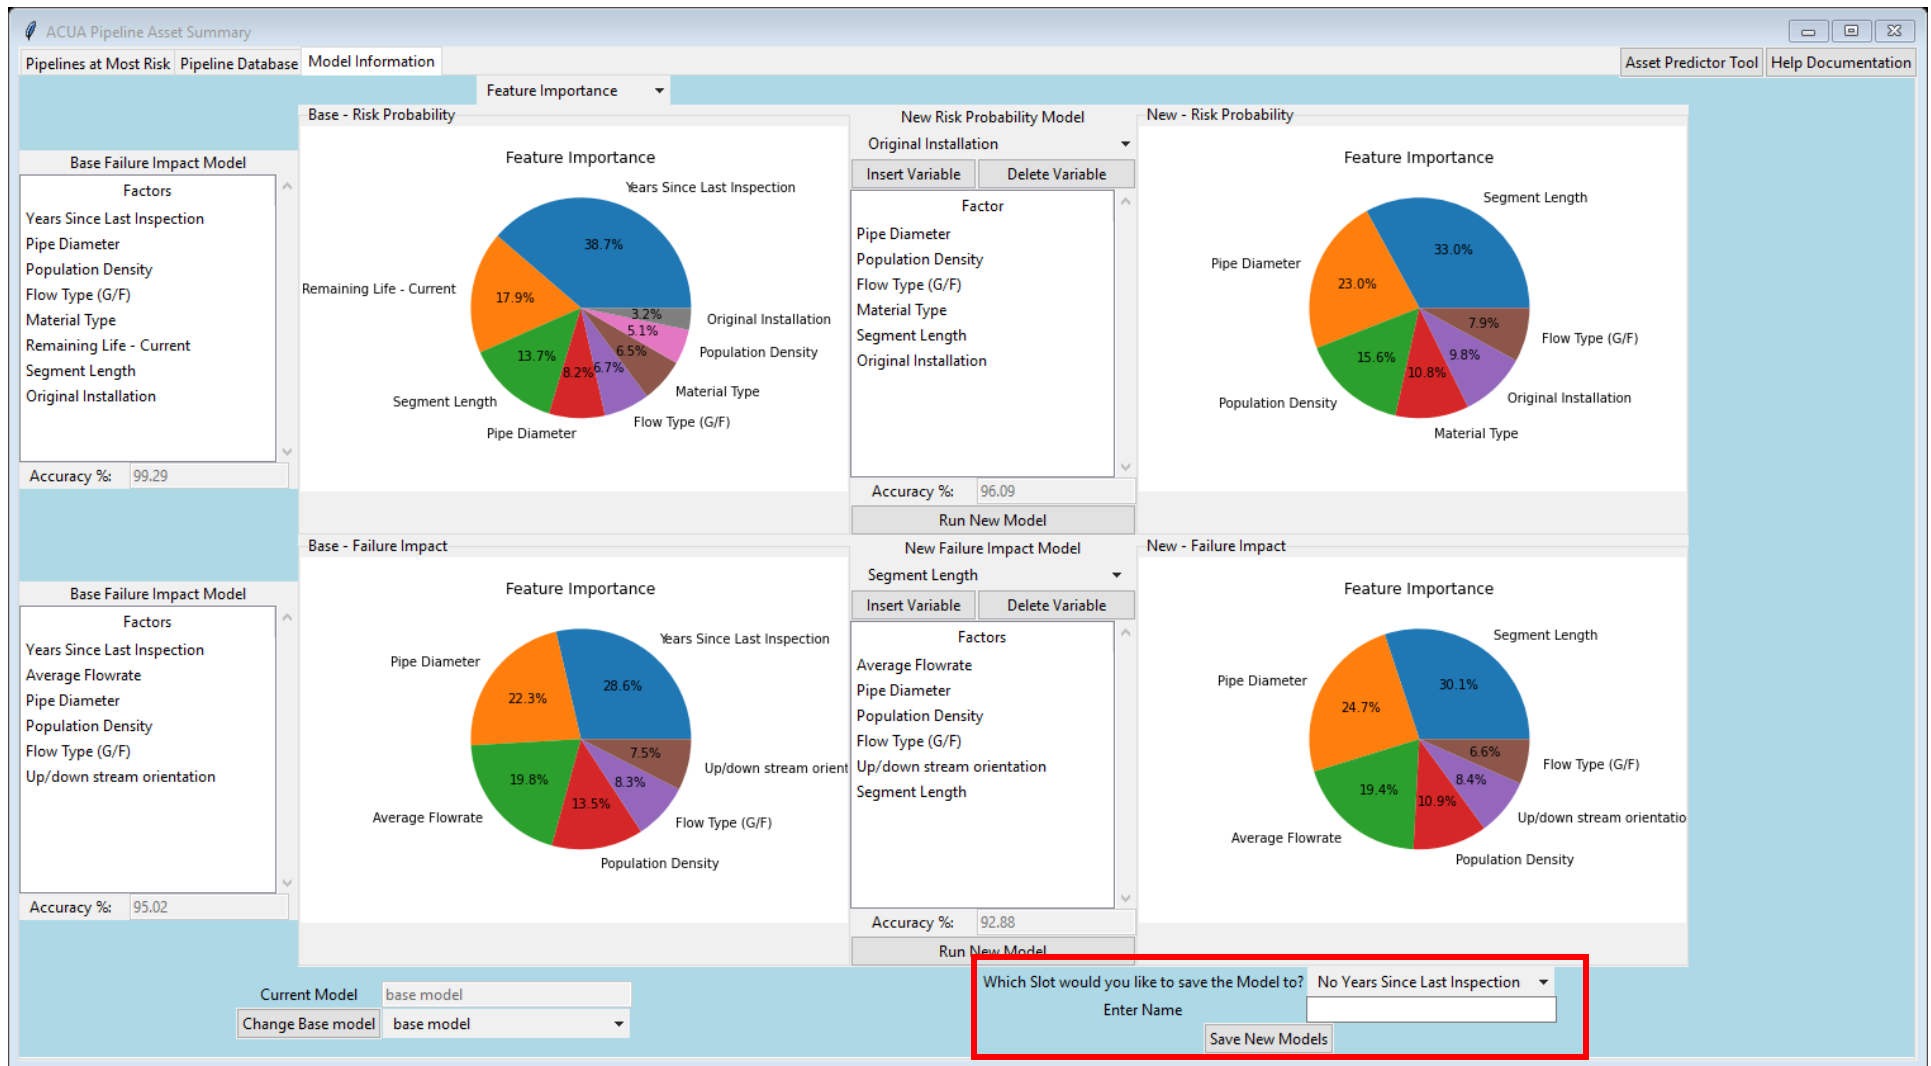 ACUA Pipeline Asset Summary
Pipelines at Most Risk Pipeline Database Model Information Asset Predictor Tool Help Documentation
Feature Importance
Base Failure Impact Model
Factors
Years Since Last Inspection
Pipe Diameter
Population Density
Flow Type (G/F)
Material Type
Remaining Life - Current
Segment Length
Original Installation
Accuracy %: 99.29
Base - Risk Probability
Feature Importance
Years Since Last Inspection
38.7%
Remaining Life - Current
17.9%
3.2%
Original Installation
5.1%
Population Density
13.7%
8.2%
6.7%
6.5%
Material Type
Segment Length
Flow Type (G/F)
Pipe Diameter
New Risk Probability Model
Original Installation
Insert Variable Delete Variable
Factor
Pipe Diameter
Population Density
Flow Type (G/F)
Material Type
Segment Length
Original Installation
Accuracy %: 96.09
Run New Model
New - Risk Probability
Feature Importance
Segment Length
33.0%
Pipe Diameter
23.0%
7.9%
Flow Type (G/F)
15.6%
10.8%
9.8%
Original Installation
Population Density
Material Type
Base Failure Impact Model
Factors
Years Since Last Inspection
Average Flowrate
Pipe Diameter
Population Density
Flow Type (G/F)
Up/down stream orientation
Accuracy %: 95.02
Base - Failure Impact
Feature Importance
Years Since Last Inspection
Pipe Diameter
28.6%
22.3%
7.5%
Up/down stream orient
19.8%
8.3%
13.5%
Average Flowrate
Flow Type (G/F)
Population Density
New Failure Impact Model
Segment Length
Insert Variable Delete Variable
Factors
Average Flowrate
Pipe Diameter
Population Density
Flow Type (G/F)
Up/down stream orientation
Segment Length
Accuracy %: 92.88
Run New Model
New - Failure Impact
Feature Importance
Segment Length
Pipe Diameter
30.1%
24.7%
6.6%
Flow Type (G/F)
19.4%
8.4%
10.9%
Up/down stream orientatio
Average Flowrate
Population Density
Current Model base model
Change Base model base model
Which Slot would you like to save the Model to? No Years Since Last Inspection
Enter Name
Save New Models